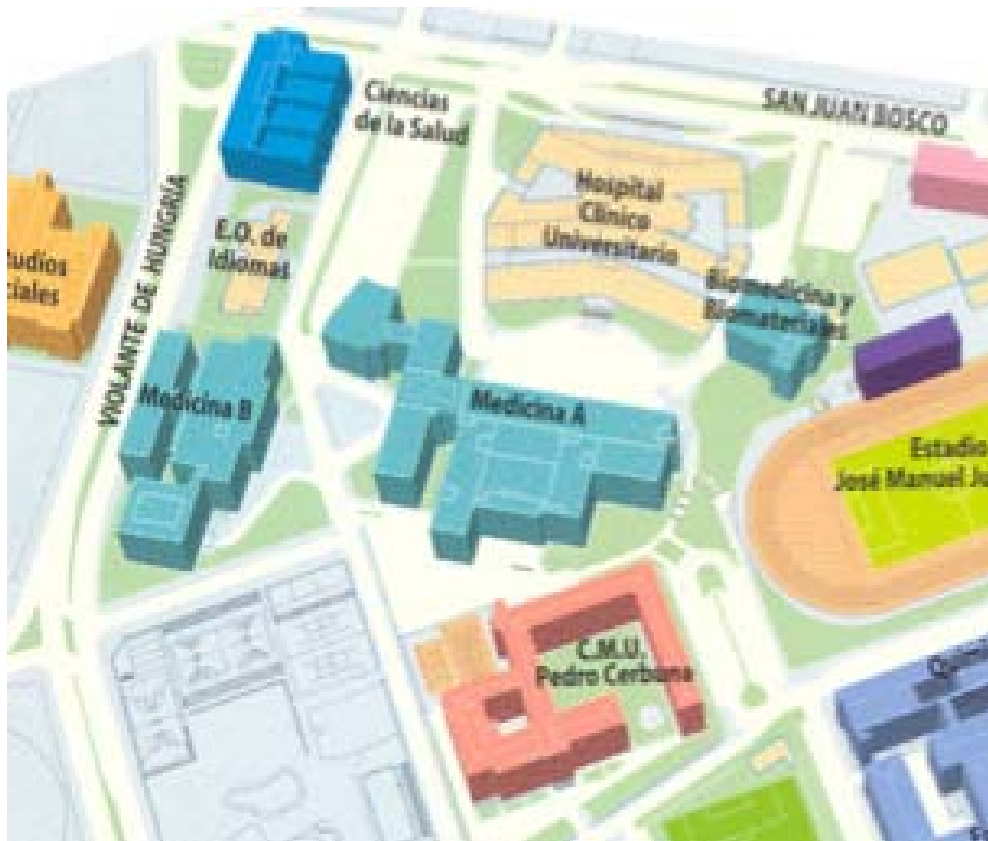 Ciencias
de la Salud
SAN JUAN BOSCO
Hospital
Clínico
Universitario
E.O. de
Idiomas
VIOLANTE DE HUNGRÍA
Biomedicina y
Biomateriales
Medicina B
Medicina A
Estadio
José Manuel
C.M.U.
Pedro Cerbuna